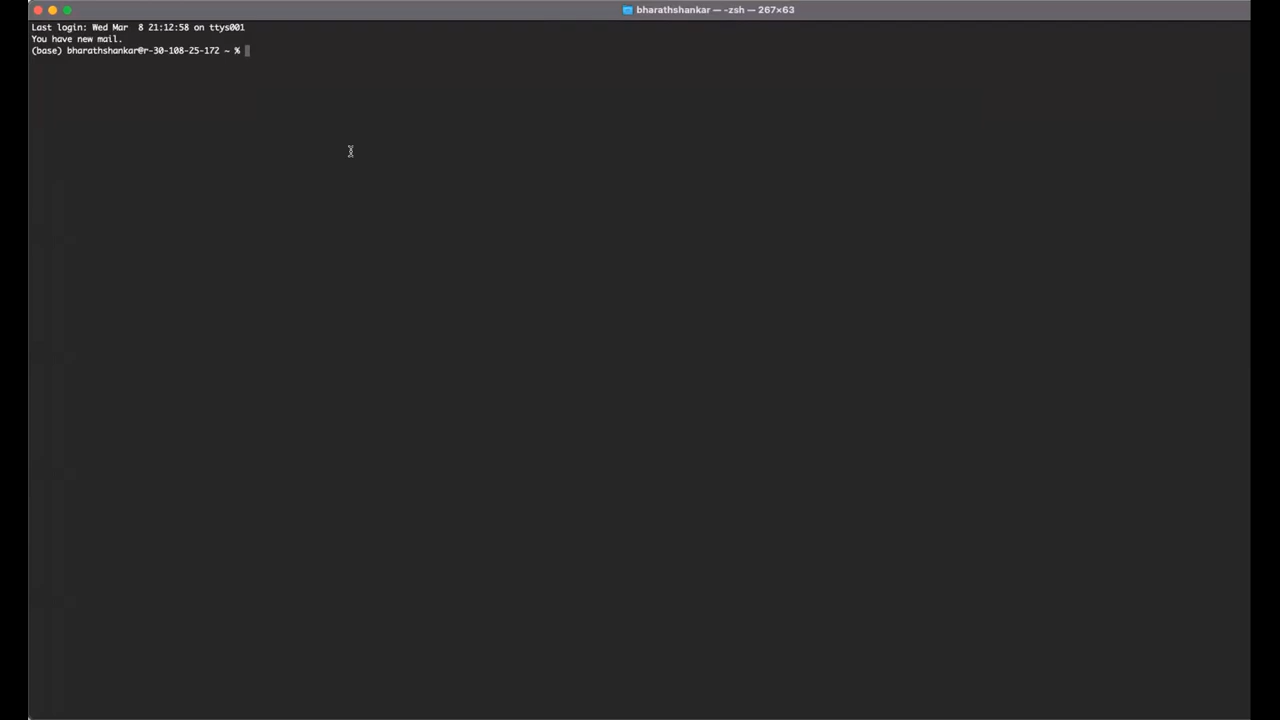 bharathshankar — -zsh — 267×63
Last login: Wed Mar  8 21:12:58 on ttys001
You have new mail.
(base) bharathshankar@r-30-108-25-172 ~ %